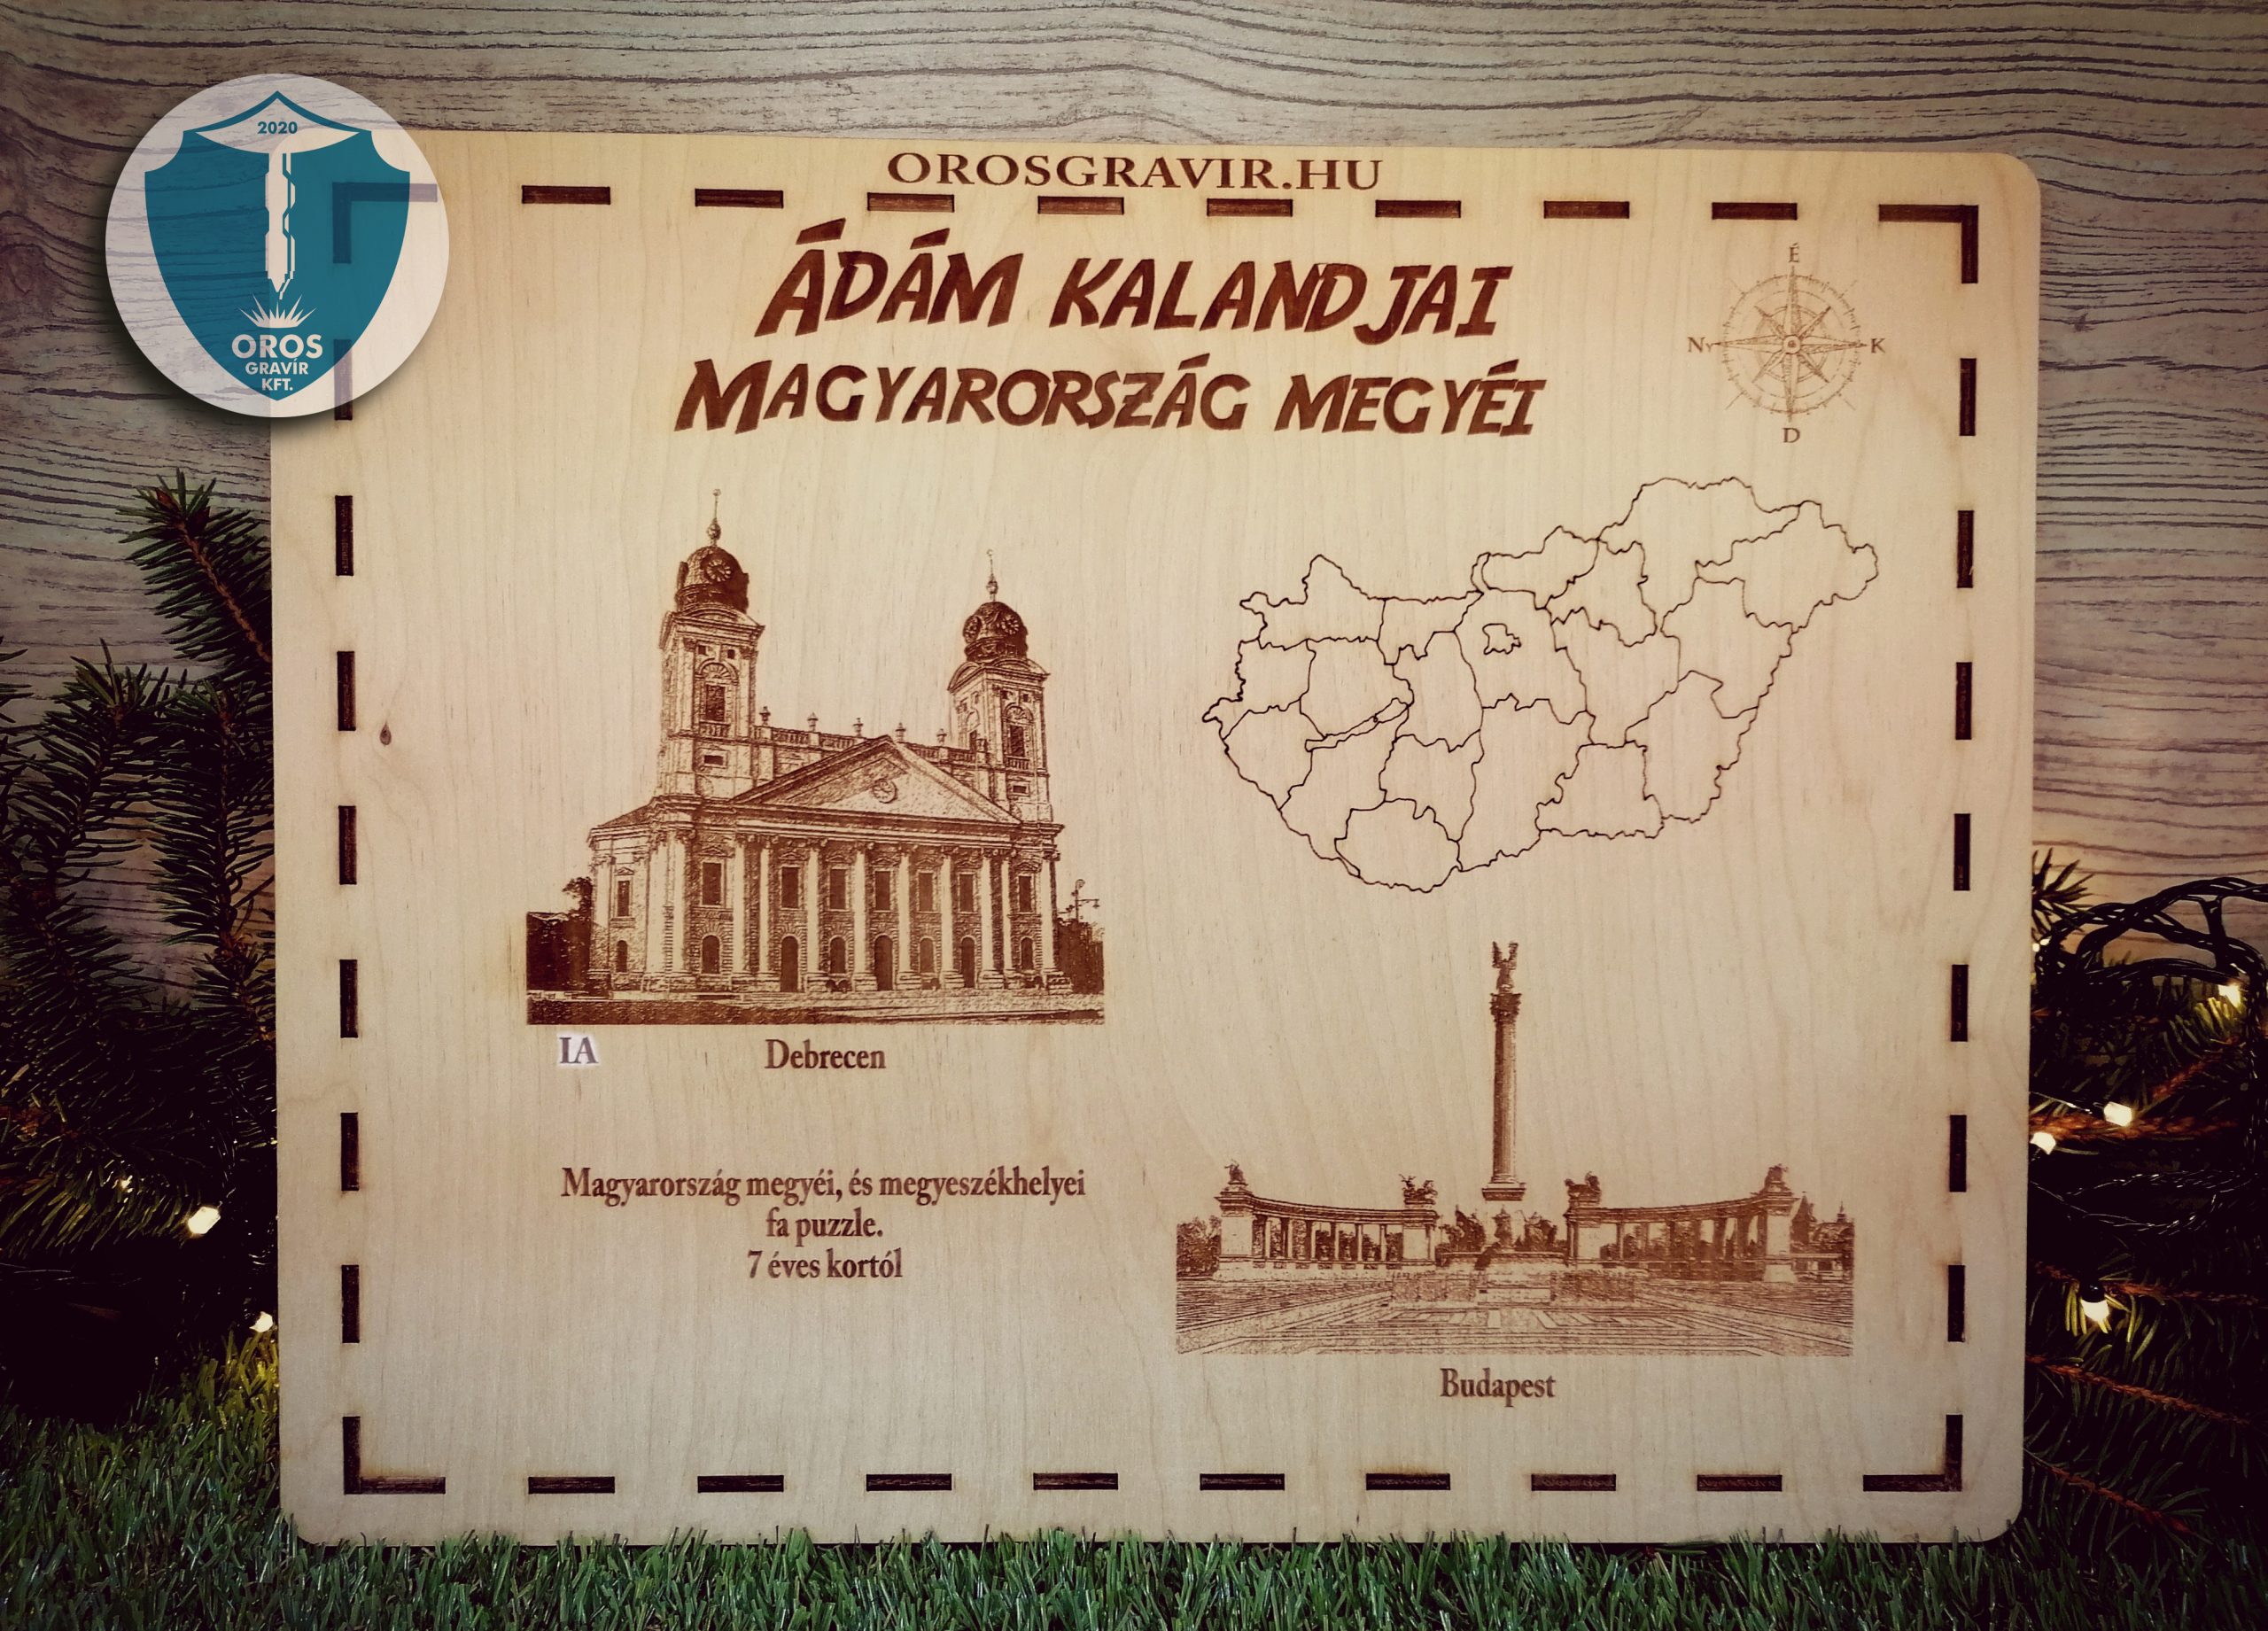 2020
OROS
GRAVÍR
KFT.
OROSGRAVIR.HU
ÁDÁM KALANDJAI
MAGYARORSZÁG MEGYÉI
É
Ny
K
D
IA
Debrecen
Magyarország megyéi, és megyeszékhelyei
fa puzzle.
7 éves kortól
Budapest